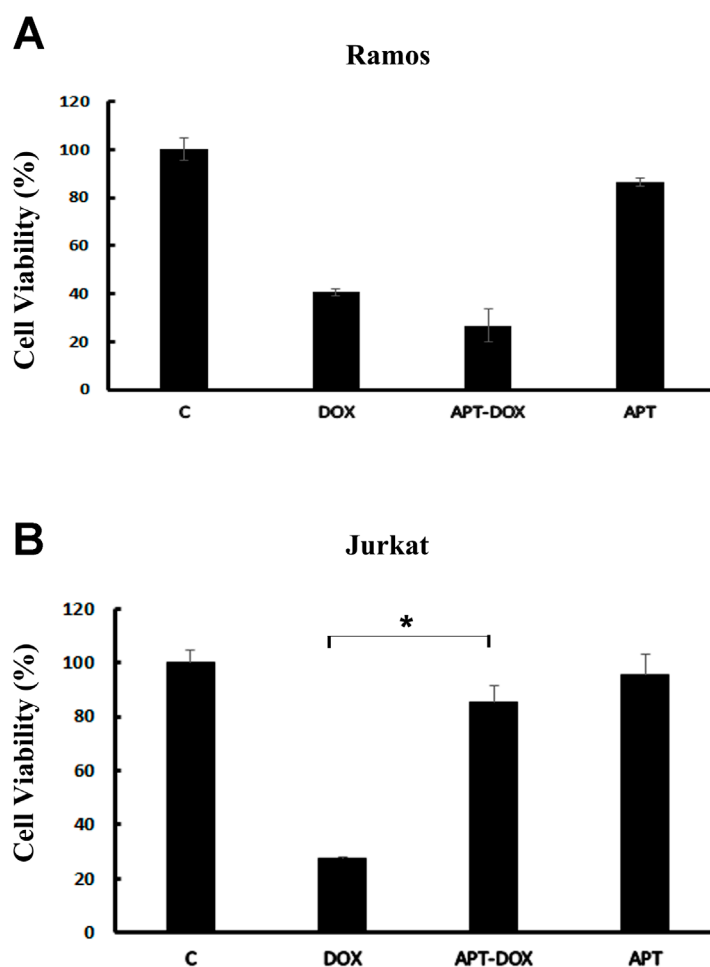 A
Ramos
Cell Viability (%)
120
100
80
60
40
20
0
C DOX APT-DOX APT
B
Jurkat
Cell Viability (%)
120
100
80
60
40
20
0
*
C DOX APT-DOX APT